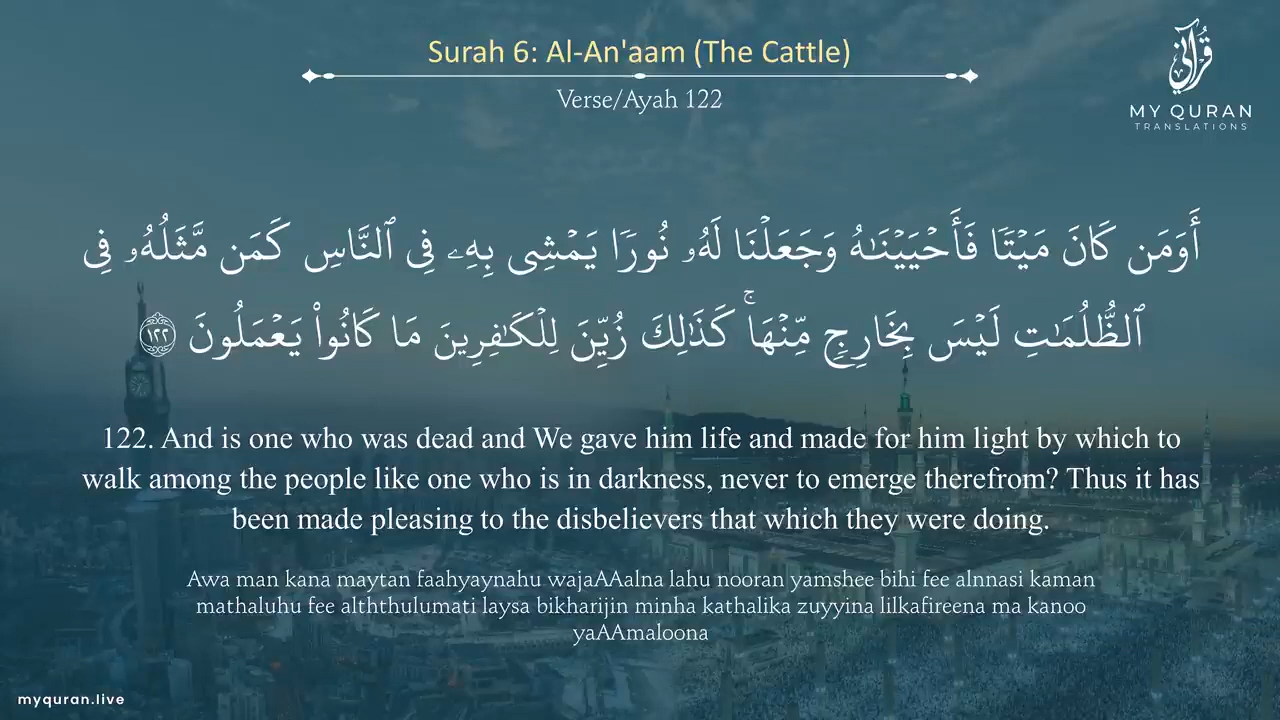 Surah 6: Al-An'aam (The Cattle)
Verse/Ayah 122
قُرْآنِي
MY QURAN
TRANSLATIONS
أَوَمَن كَانَ مَيْتًا فَأَحْيَيْنَـٰهُ وَجَعَلْنَا لَهُۥ نُورًا يَمْشِى بِهِۦ فِى ٱلنَّاسِ كَمَن مَّثَلُهُۥ فِى
ٱلظُّلُمَـٰتِ لَيْسَ بِخَارِجٍ مِّنْهَا ۚ كَذَٰلِكَ زُيِّنَ لِلْكَـٰفِرِينَ مَا كَانُوا۟ يَعْمَلُونَ ١٢٢
122. And is one who was dead and We gave him life and made for him light by which to
walk among the people like one who is in darkness, never to emerge therefrom? Thus it has
been made pleasing to the disbelievers that which they were doing.
Awa man kana maytan faahyaynahu wajaAAalna lahu nooran yamshee bihi fee alnnasi kaman
mathaluhu fee alththulumati laysa bikharijin minha kathalika zuyyina lilkafireena ma kanoo
yaAAmaloona
myquran.live